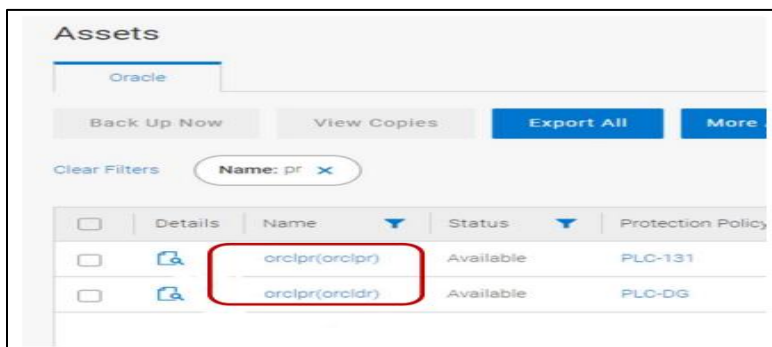 Assets
Oracle
Back Up Now View Copies Export All More
Clear Filters Name: pr ×
Details Name Status Protection Policy
orclpr(orclpr) Available PLC-131
orclpr(orcldr) Available PLC-DG